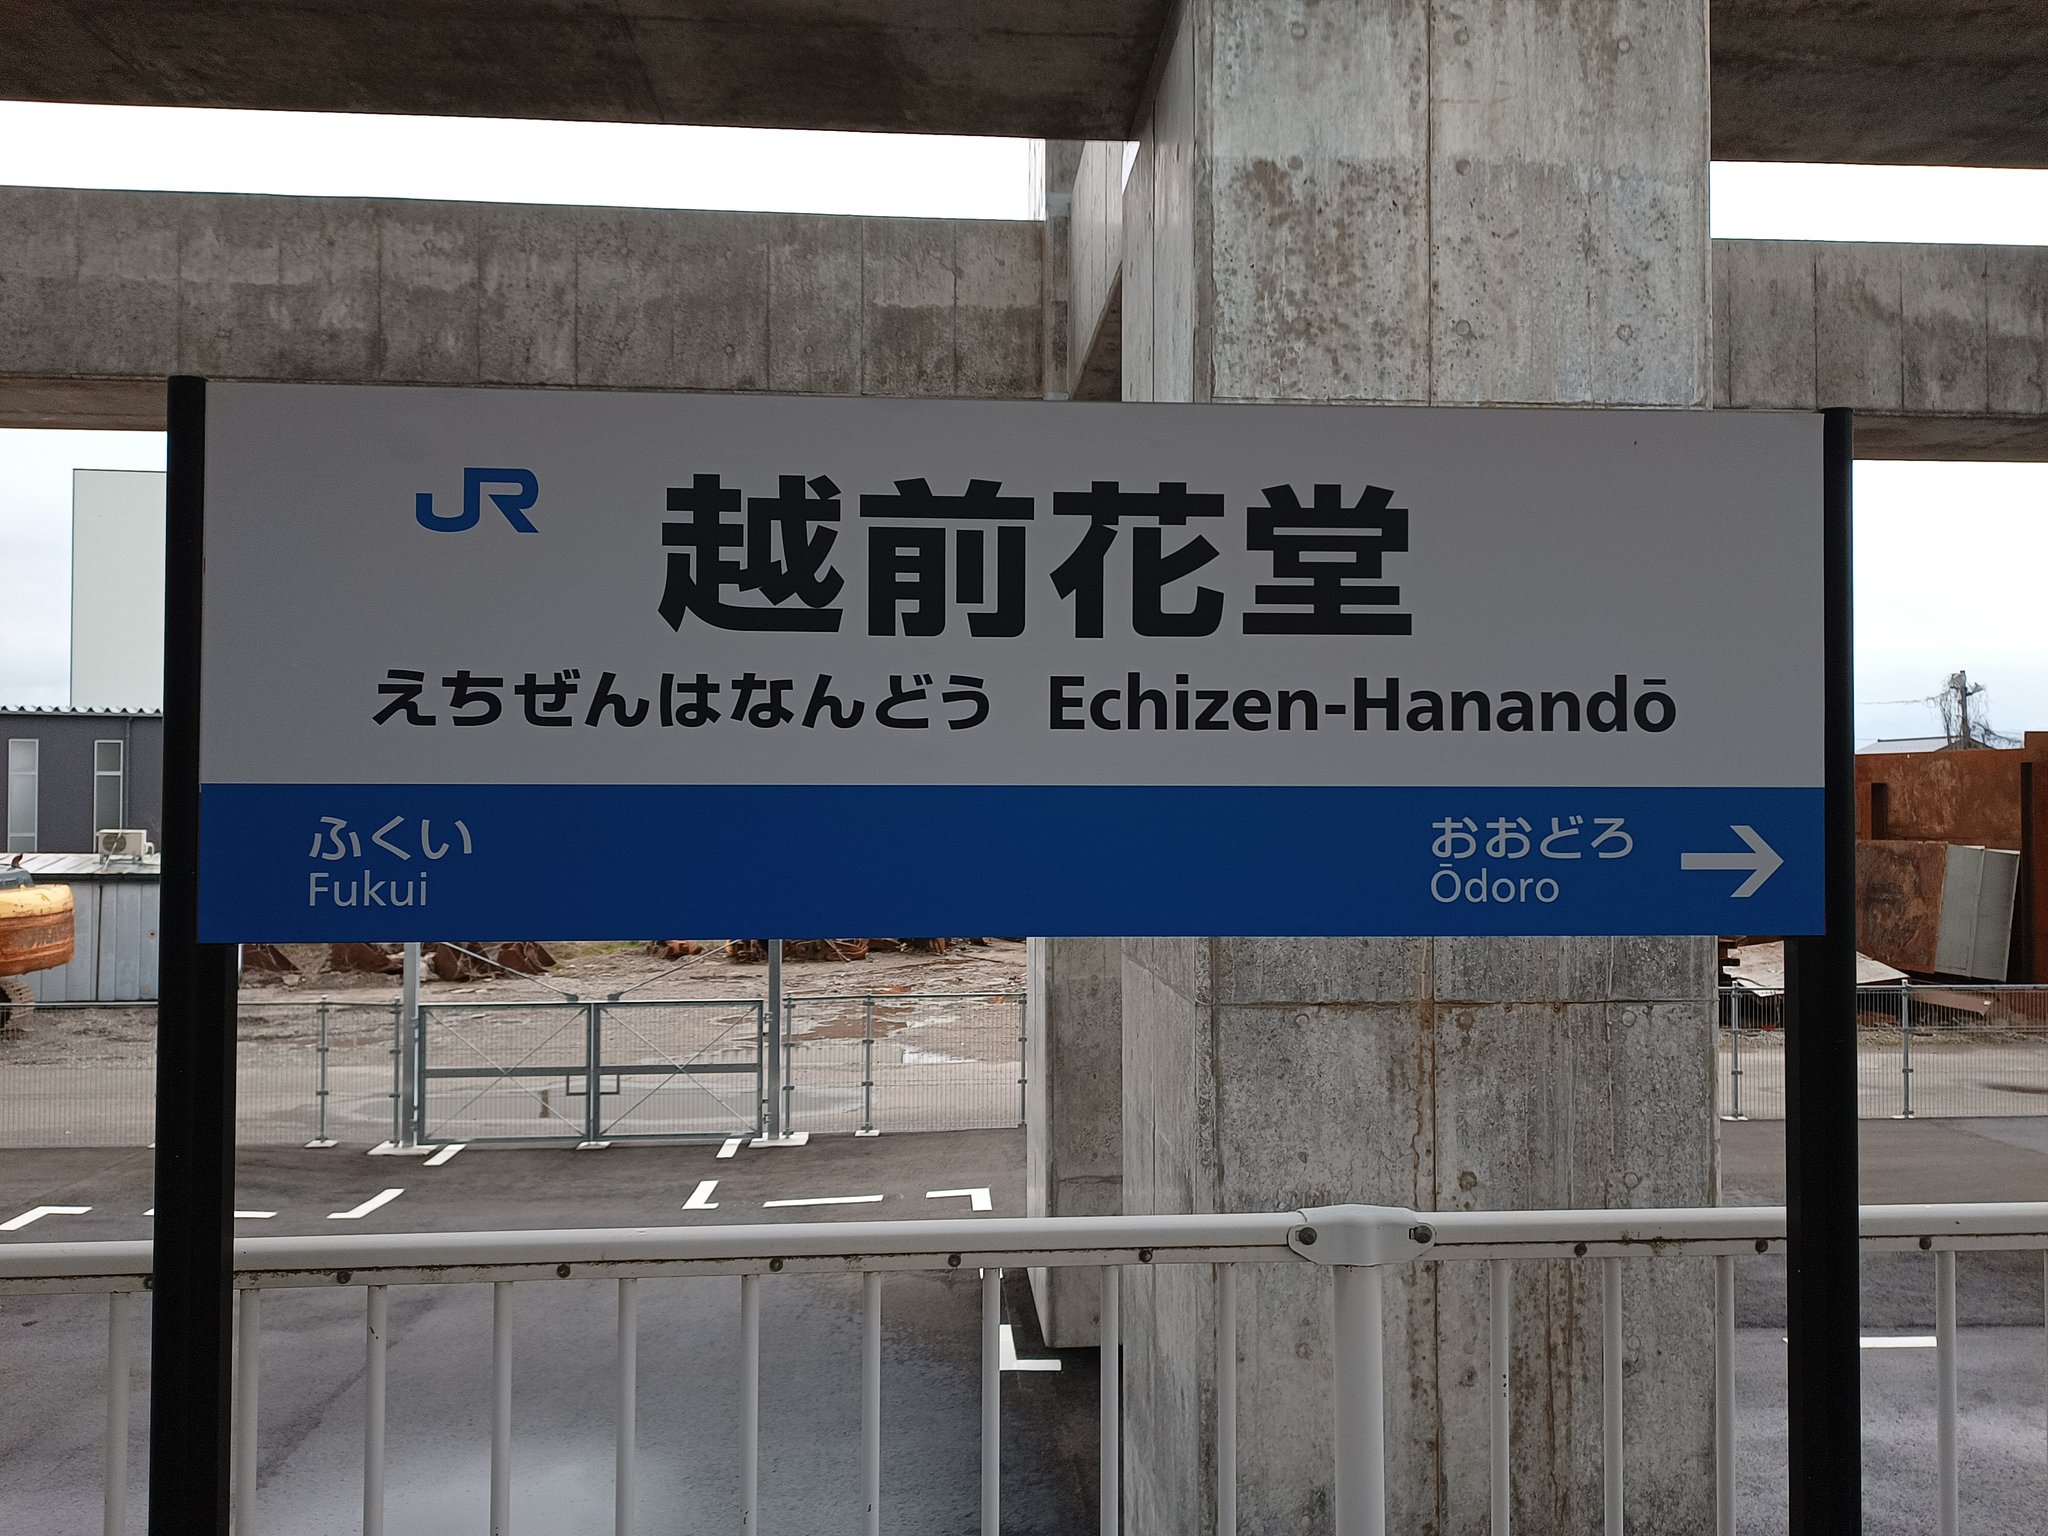 JR 越前花堂
えちぜんはなんどう Echizen-Hanandō
ふくい おおどろ →
Fukui Ōdoro